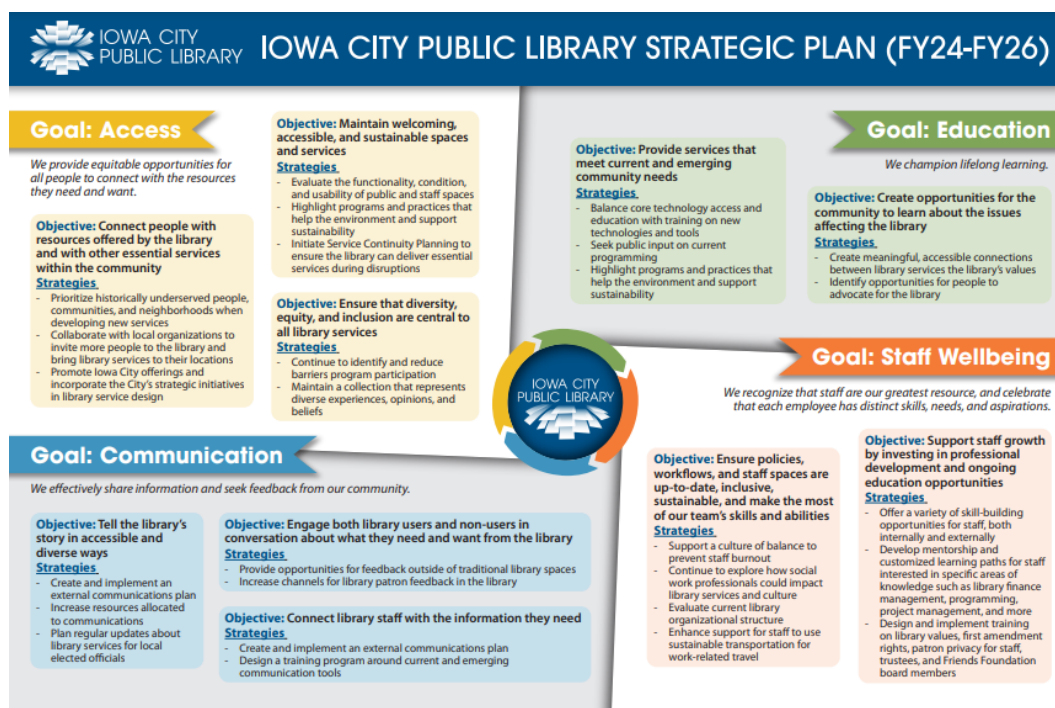 IOWA CITY
PUBLIC LIBRARY
IOWA CITY PUBLIC LIBRARY STRATEGIC PLAN (FY24-FY26)
Goal: Access
We provide equitable opportunities for
all people to connect with the resources
they need and want.
Objective: Connect people with
resources offered by the library
and with other essential services
within the community
Strategies
- Prioritize historically underserved people,
communities, and neighborhoods when
developing new services
- Collaborate with local organizations to
invite more people to the library and
bring library services to their locations
- Promote Iowa City offerings and
incorporate the City's strategic initiatives
in library service design
Objective: Maintain welcoming,
accessible, and sustainable spaces
and services
Strategies
- Evaluate the functionality, condition,
and usability of public and staff spaces
- Highlight programs and practices that
help the environment and support
sustainability
- Initiate Service Continuity Planning to
ensure the library can deliver essential
services during disruptions
Objective: Ensure that diversity,
equity, and inclusion are central to
all library services
Strategies
- Continue to identify and reduce
barriers program participation
- Maintain a collection that represents
diverse experiences, opinions, and
beliefs
Goal: Education
We champion lifelong learning.
Objective: Provide services that
meet current and emerging
community needs
Strategies
- Balance core technology access and
education with training on new
technologies and tools
- Seek public input on current
programming
- Highlight programs and practices that
help the environment and support
sustainability
Objective: Create opportunities for the
community to learn about the issues
affecting the library
Strategies
- Create meaningful, accessible connections
between library services the library's values
- Identify opportunities for people to
advocate for the library
IOWA CITY
PUBLIC LIBRARY
Goal: Communication
We effectively share information and seek feedback from our community.
Objective: Tell the library's
story in accessible and
diverse ways
Strategies
- Create and implement an
external communications plan
- Increase resources allocated
to communications
- Plan regular updates about
library services for local
elected officials
Objective: Engage both library users and non-users in
conversation about what they need and want from the library
Strategies
- Provide opportunities for feedback outside of traditional library spaces
- Increase channels for library patron feedback in the library
Objective: Connect library staff with the information they need
Strategies
- Create and implement an external communications plan
- Design a training program around current and emerging
communication tools
Goal: Staff Wellbeing
We recognize that staff are our greatest resource, and celebrate
that each employee has distinct skills, needs, and aspirations.
Objective: Ensure policies,
workflows, and staff spaces are
up-to-date, inclusive,
sustainable, and make the most
of our team's skills and abilities
Strategies
- Support a culture of balance to
prevent staff burnout
- Continue to explore how social
work professionals could impact
library services and culture
- Evaluate current library
organizational structure
- Enhance support for staff to use
sustainable transportation for
work-related travel
Objective: Support staff growth
by investing in professional
development and ongoing
education opportunities
Strategies
- Offer a variety of skill-building
opportunities for staff, both
internally and externally
- Develop mentorship and
customized learning paths for staff
interested in specific areas of
knowledge such as library finance
management, programming,
project management, and more
- Design and implement training
on library values, first amendment
rights, patron privacy for staff,
trustees, and Friends Foundation
board members